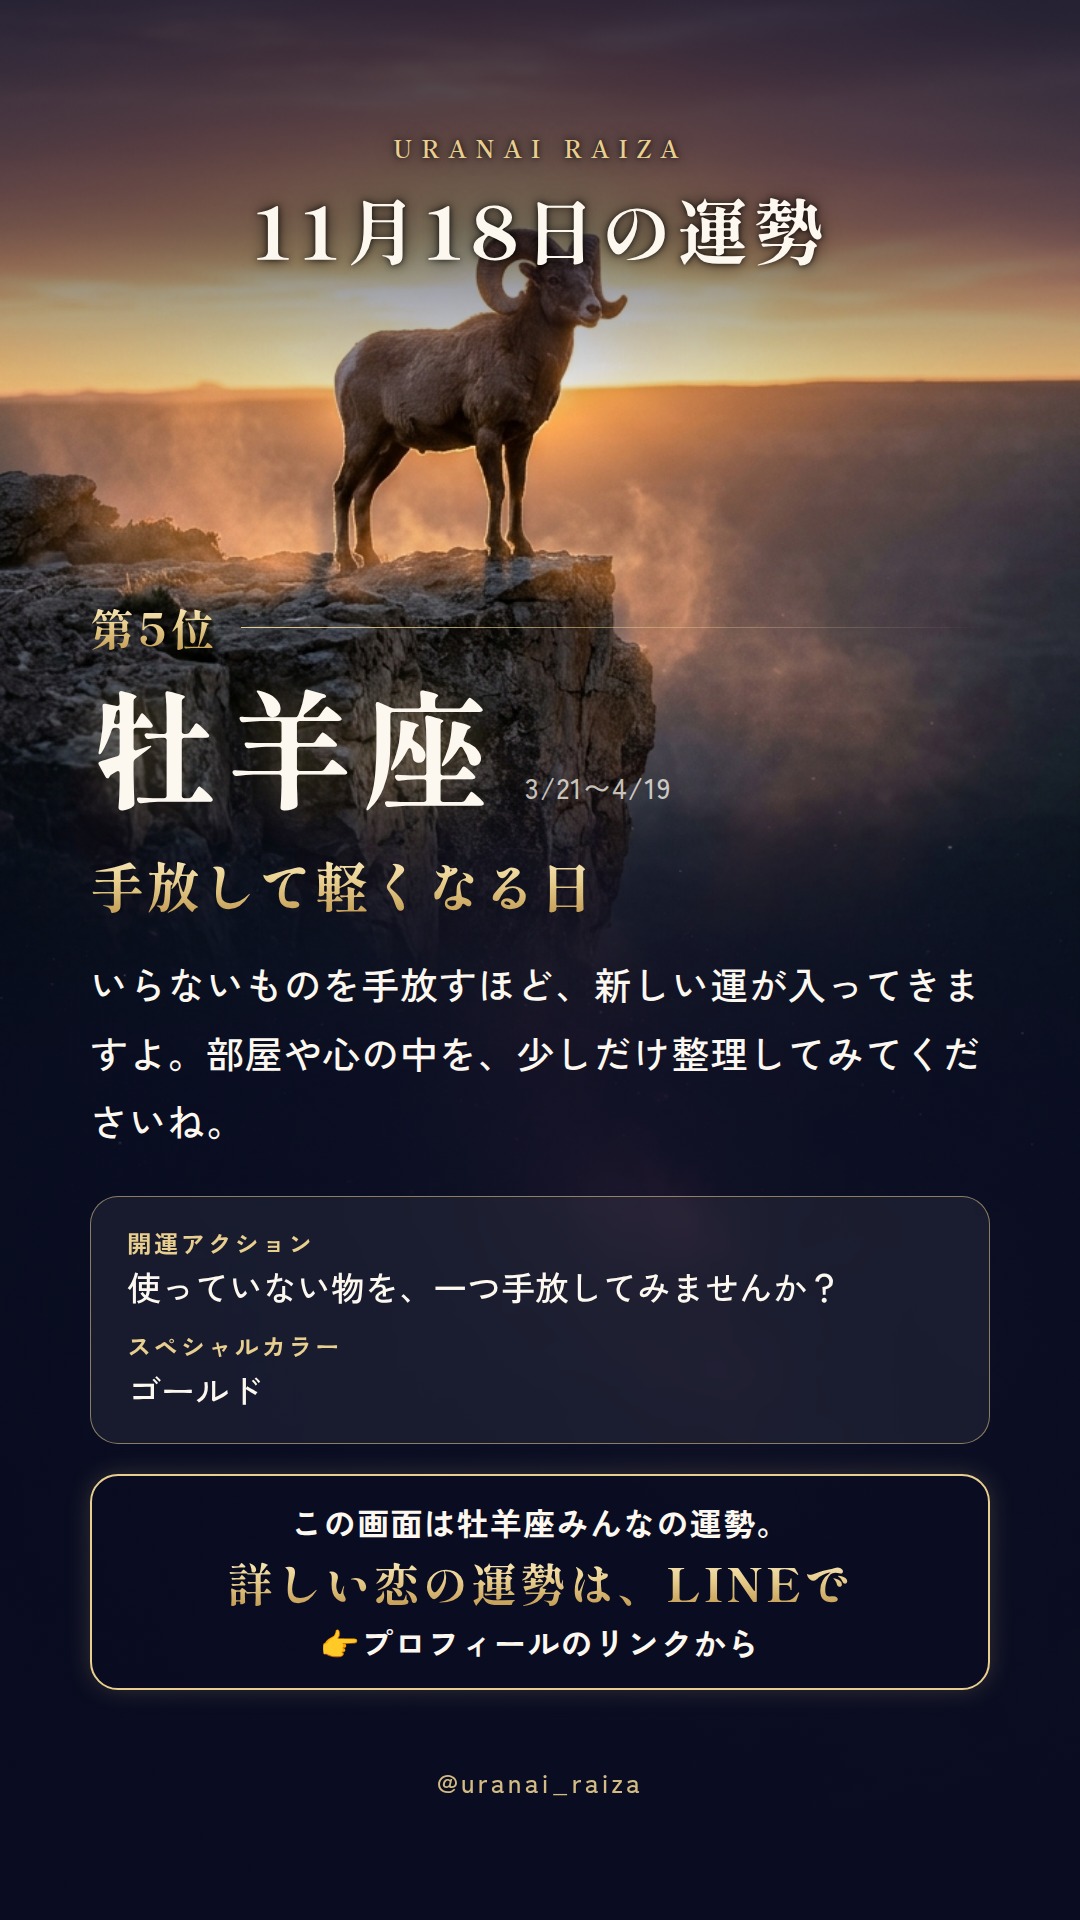 URANAI RAIZA
11月18日の運勢
第5位
牡羊座 3/21〜4/19
手放して軽くなる日
いらないものを手放すほど、新しい運が入ってきま
すよ。部屋や心の中を、少しだけ整理してみてくだ
さいね。
開運アクション
使っていない物を、一つ手放してみませんか？
スペシャルカラー
ゴールド
この画面は牡羊座みんなの運勢。
詳しい恋の運勢は、LINEで
👉プロフィールのリンクから
@uranai_raiza